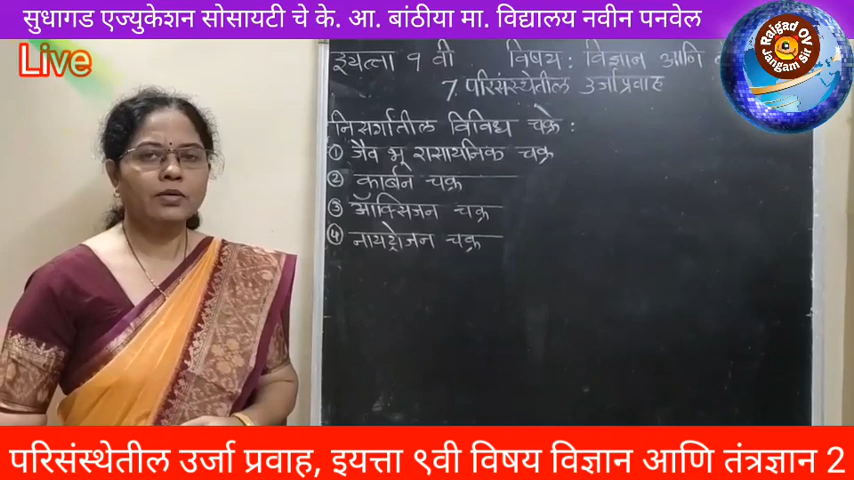 सुधागड एज्युकेशन सोसायटी चे के. आ. बांठीया मा. विद्यालय नवीन पनवेल
Live
Raigad OV
Jangam Sir
इयत्ता ९ वी विषय : विज्ञान आणि
7 परिसंस्थेतील उर्जाप्रवाह
निसर्गातील विविध चक्रे :
① जैव भू रासायनिक चक्र
② कार्बन चक्र
③ ऑक्सिजन चक्र
④ नायट्रोजन चक्र
परिसंस्थेतील उर्जा प्रवाह, इयत्ता ९वी विषय विज्ञान आणि तंत्रज्ञान 2